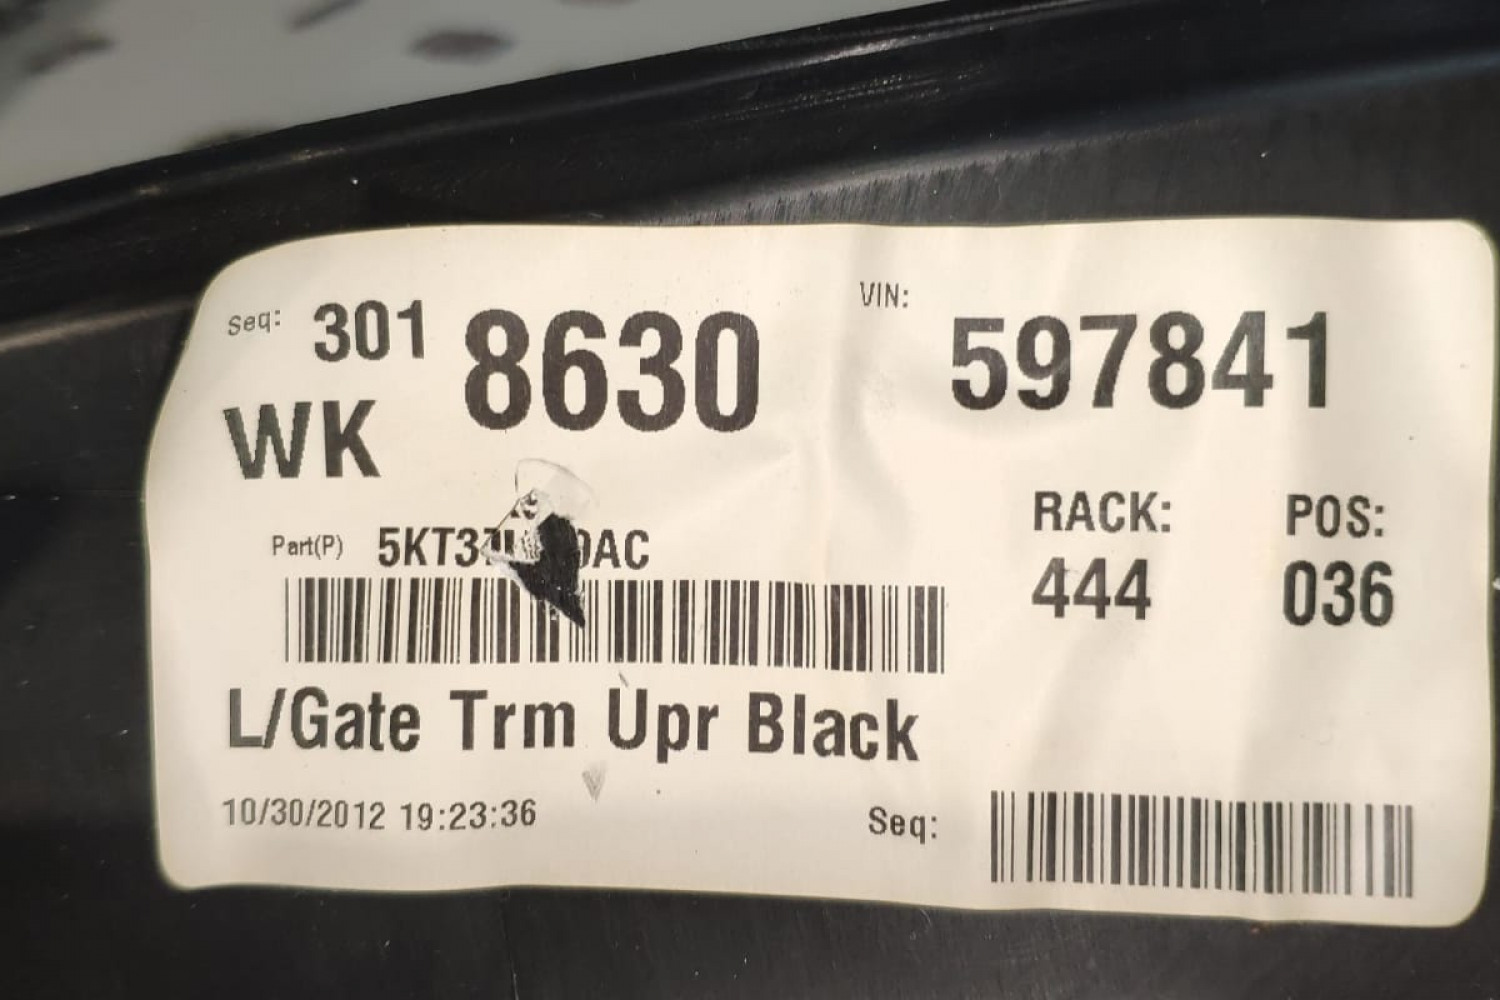 Seq: 301 8630 VIN: 597841
WK
RACK: POS:
Part(P)
444 036
L/Gate Trm Upr Black
10/30/2012 19:23:36 Seq: